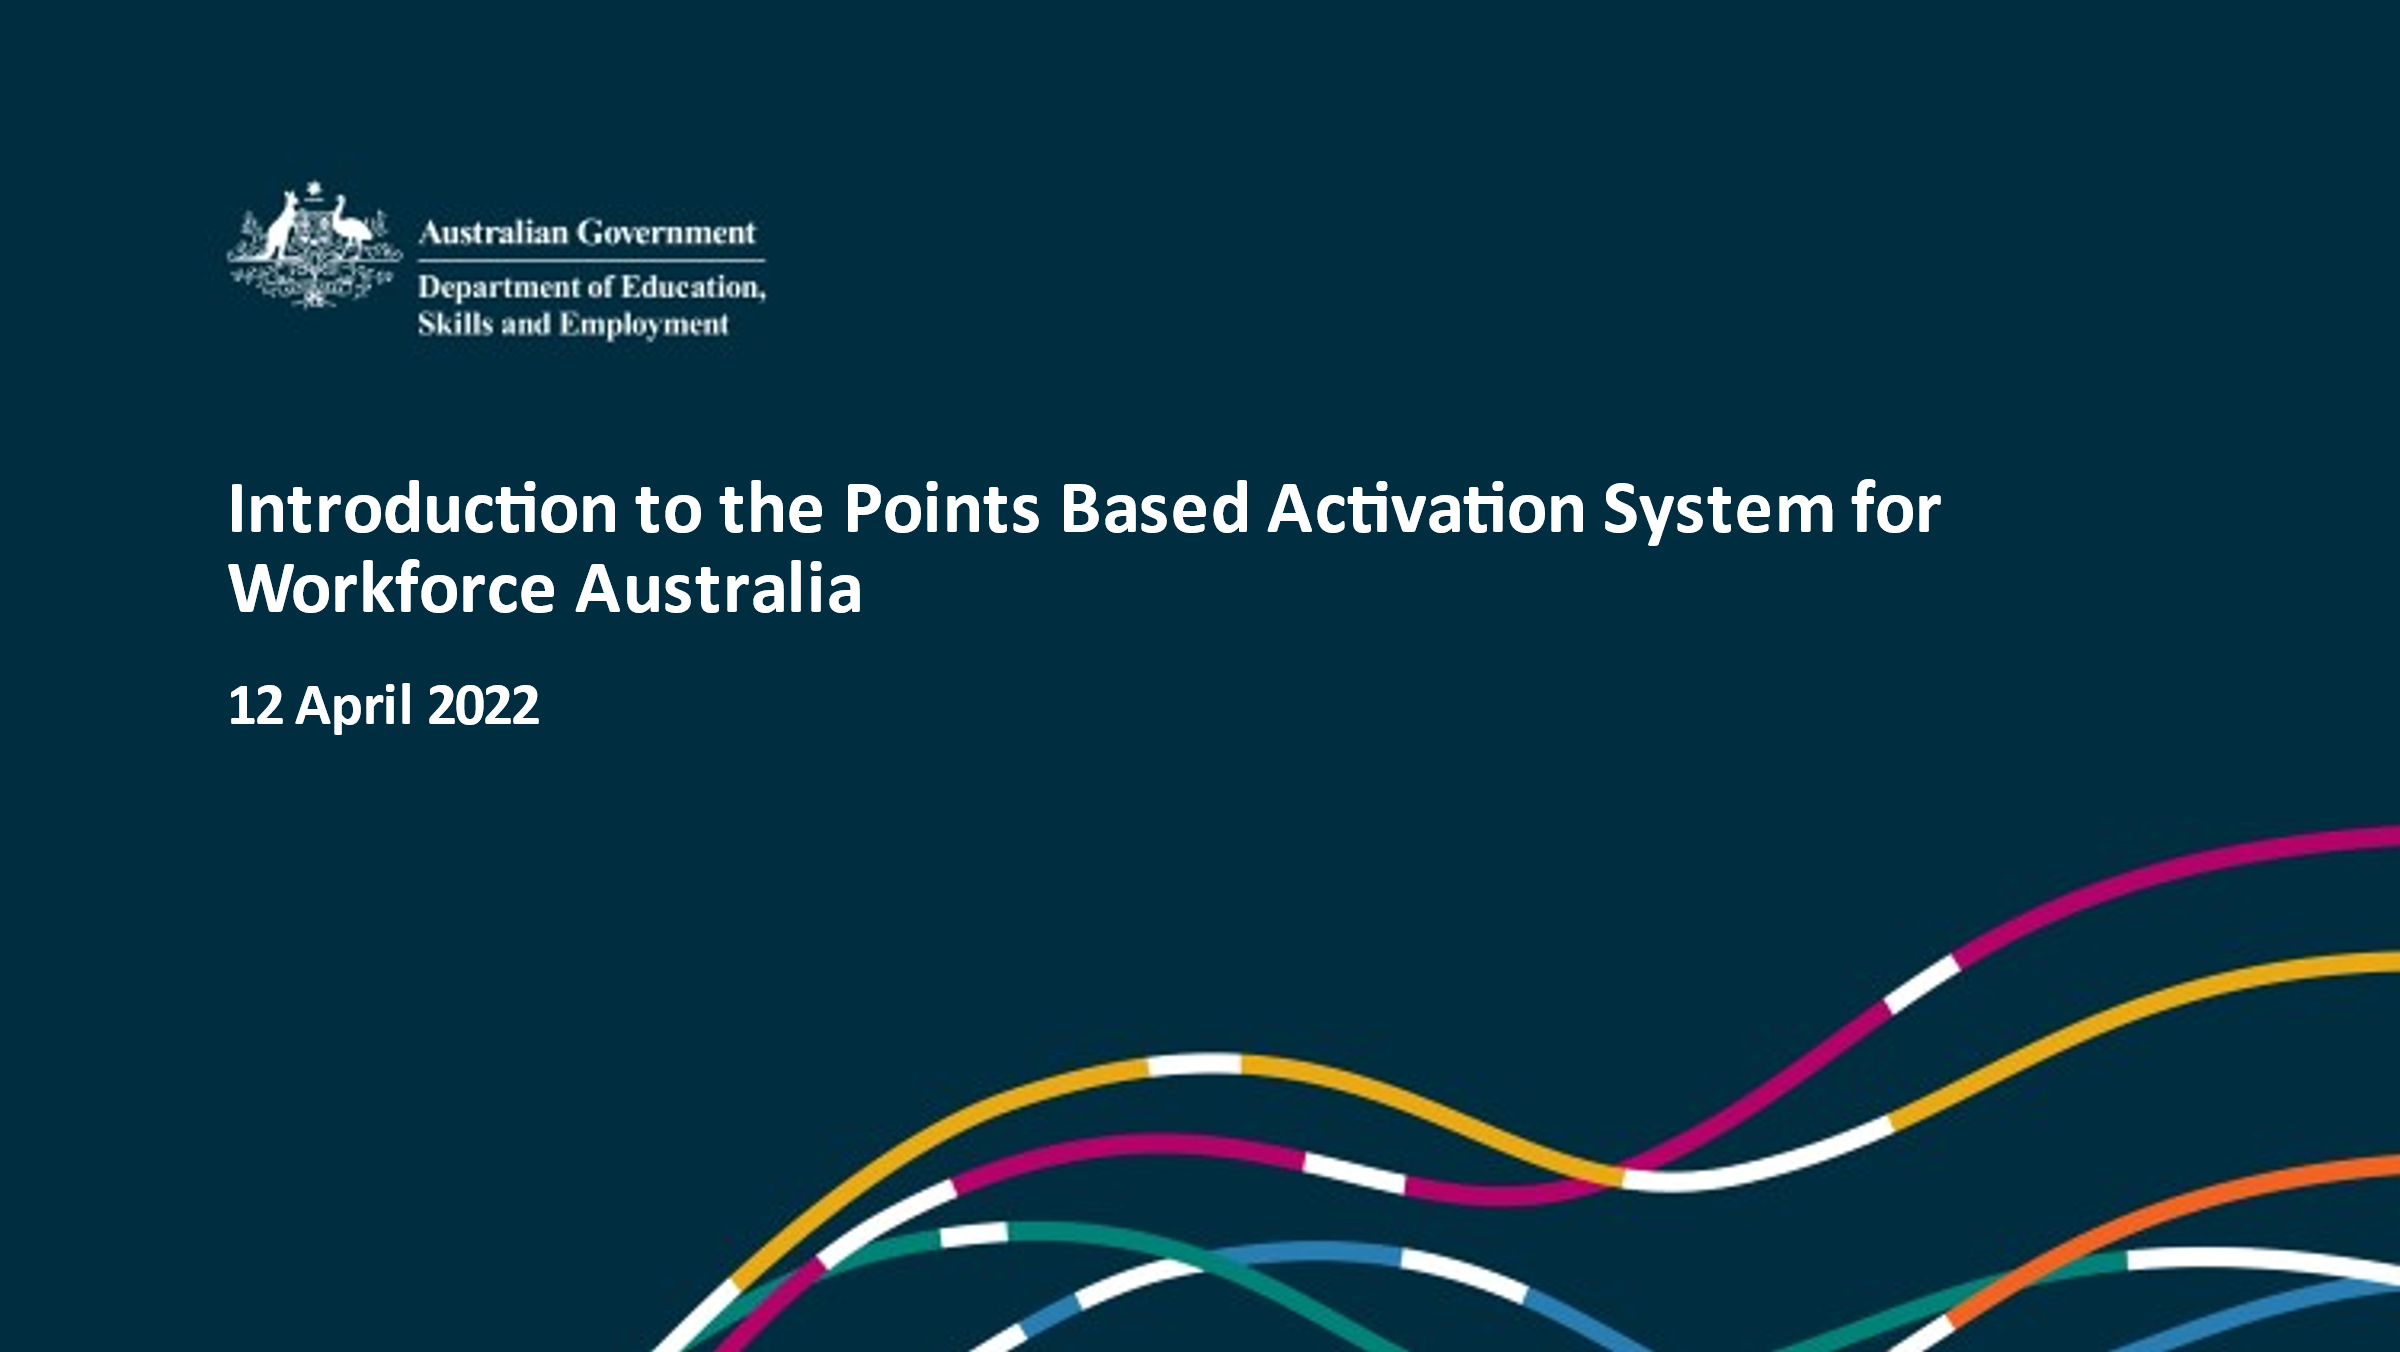 Australian Government
Department of Education,
Skills and Employment
Introduction to the Points Based Activation System for
Workforce Australia
12 April 2022